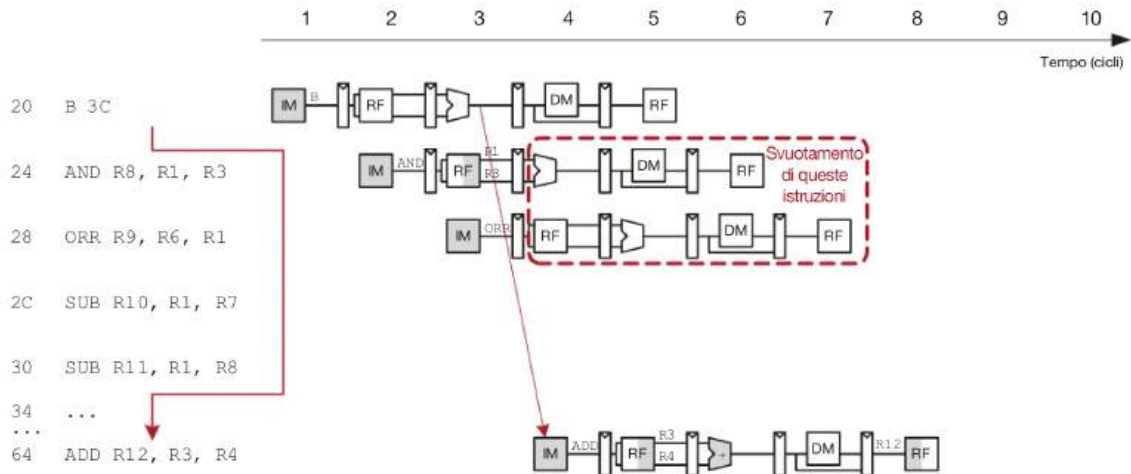 1 2 3 4 5 6 7 8 9 10
Tempo (cicli)
20 B 3C IM B RF DM RF
24 AND R8, R1, R3 IM AND RF R1 R3 DM RF
Svuotamento
di queste
istruzioni
28 ORR R9, R6, R1 IM ORR RF DM RF
2C SUB R10, R1, R7
30 SUB R11, R1, R8
34 ...
...
64 ADD R12, R3, R4 IM ADD RF R3 R4 + DM R12 RF